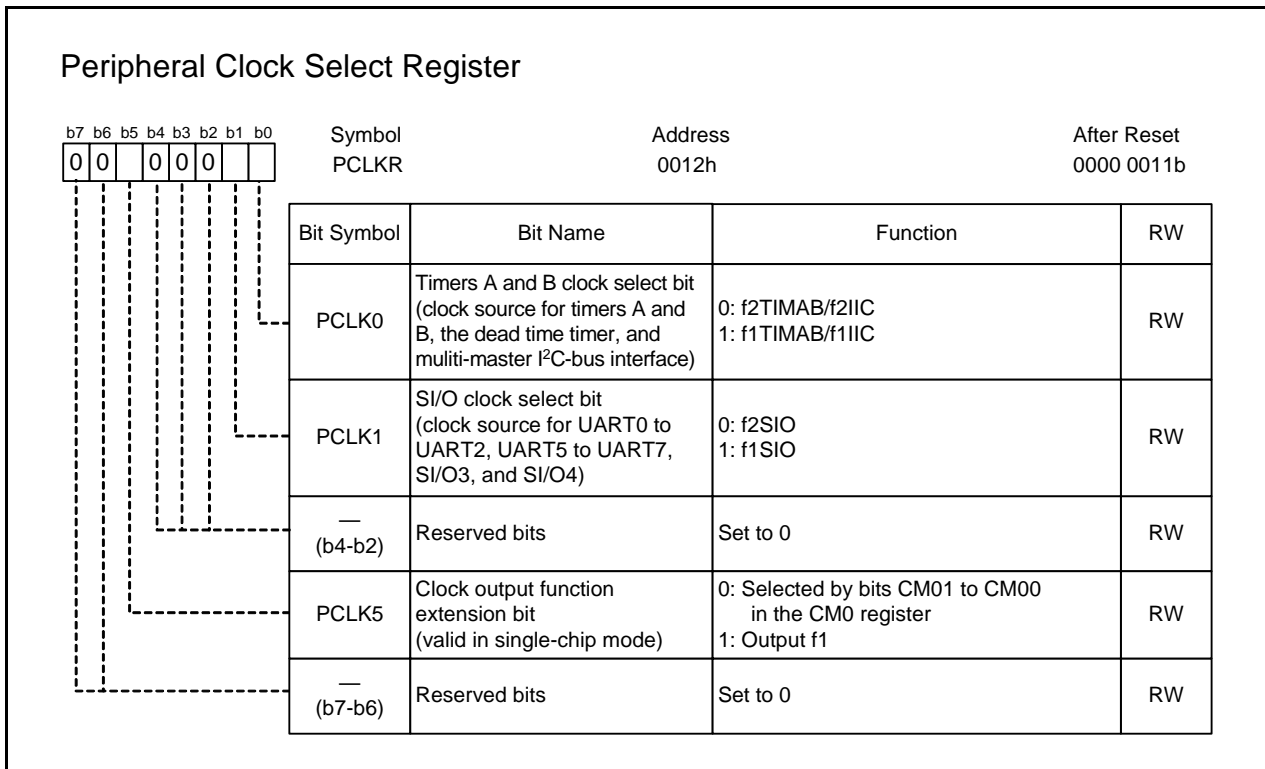 Peripheral Clock Select Register
b7 b6 b5 b4 b3 b2 b1 b0
Symbol Address After Reset
0 0 0 0 0 PCLKR 0012h 0000 0011b
Bit Symbol Bit Name Function RW
PCLK0
Timers A and B clock select bit
(clock source for timers A and
B, the dead time timer, and
muliti-master I²C-bus interface)
0: f2TIMAB/f2IIC
1: f1TIMAB/f1IIC
RW
PCLK1
SI/O clock select bit
(clock source for UART0 to
UART2, UART5 to UART7,
SI/O3, and SI/O4)
0: f2SIO
1: f1SIO
RW
—
(b4-b2)
Reserved bits
Set to 0
RW
PCLK5
Clock output function
extension bit
(valid in single-chip mode)
0: Selected by bits CM01 to CM00
in the CM0 register
1: Output f1
RW
—
(b7-b6)
Reserved bits
Set to 0
RW